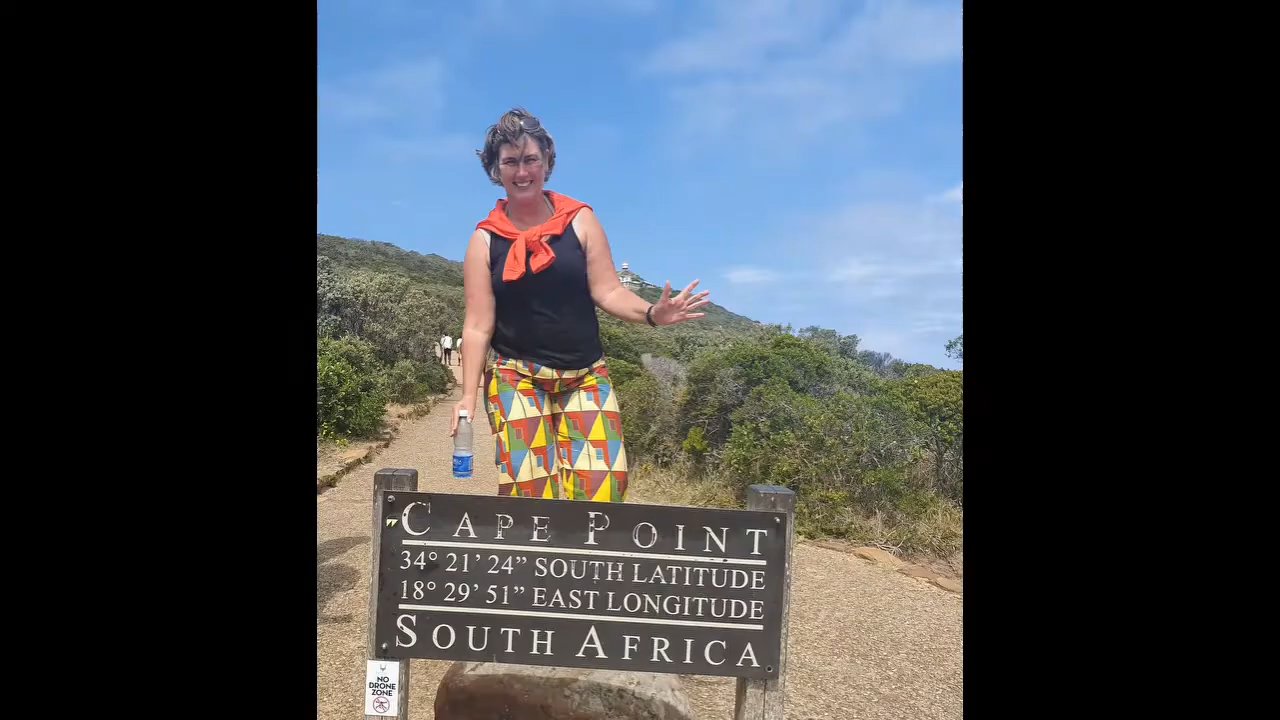 CAPE POINT
34° 21' 24" SOUTH LATITUDE
18° 29' 51" EAST LONGITUDE
SOUTH AFRICA
NO
DRONE
ZONE